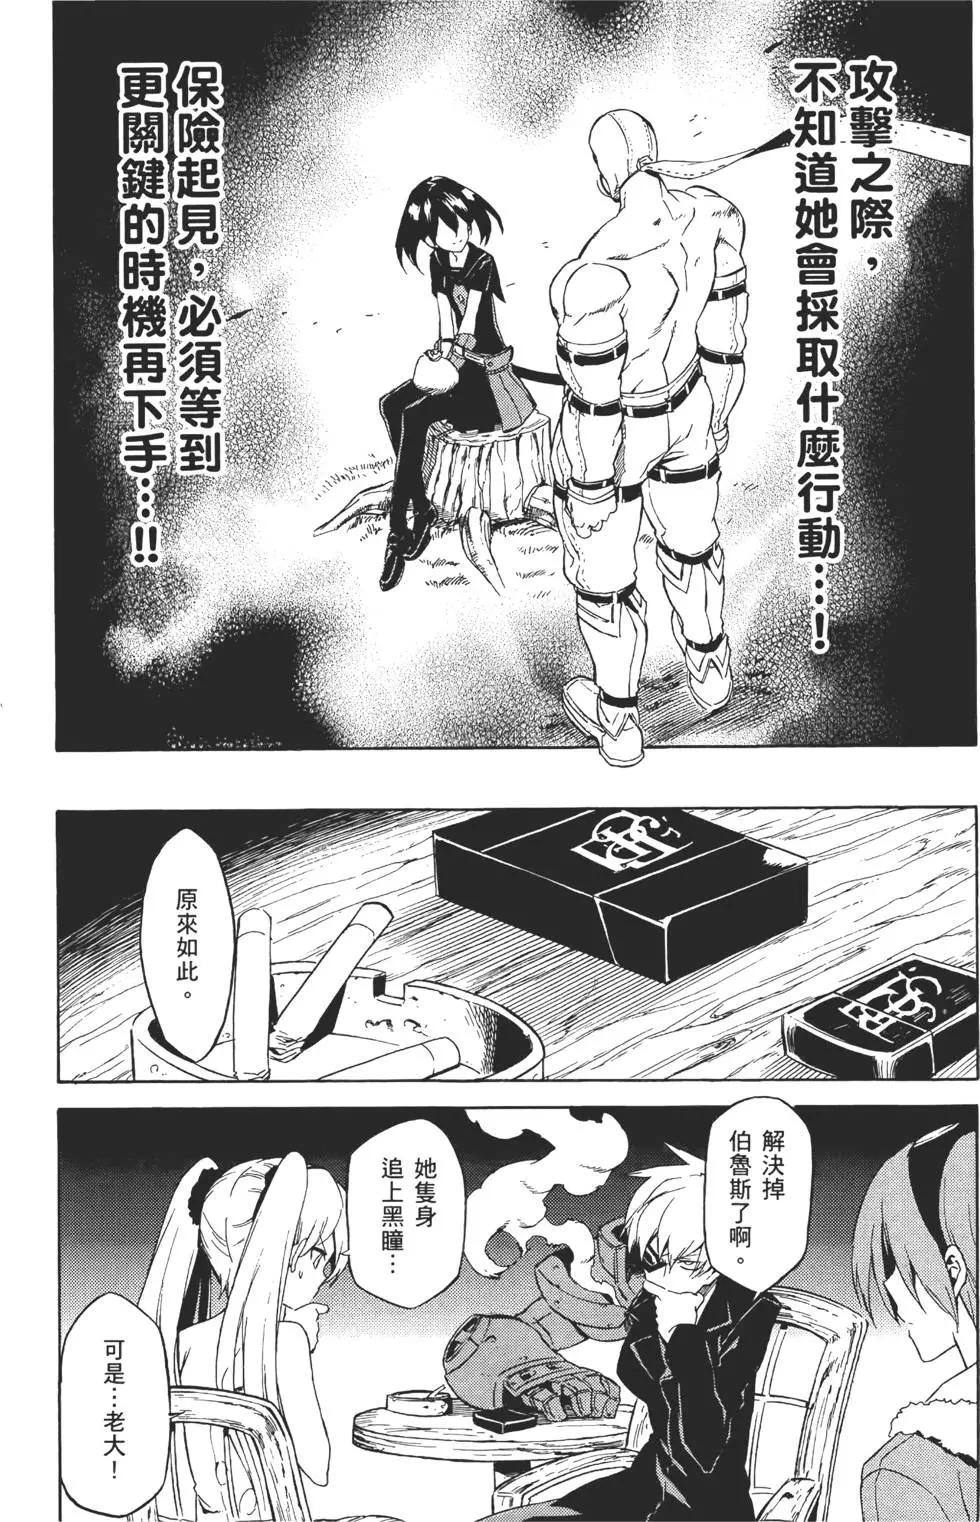 攻擊之際，
不知道她會採取什麼行動…！
保險起見，必須等到
更關鍵的時機再下手…!!
原來如此。
解決掉
伯魯斯了啊。
她隻身
追上黑瞳…
可是…老大！